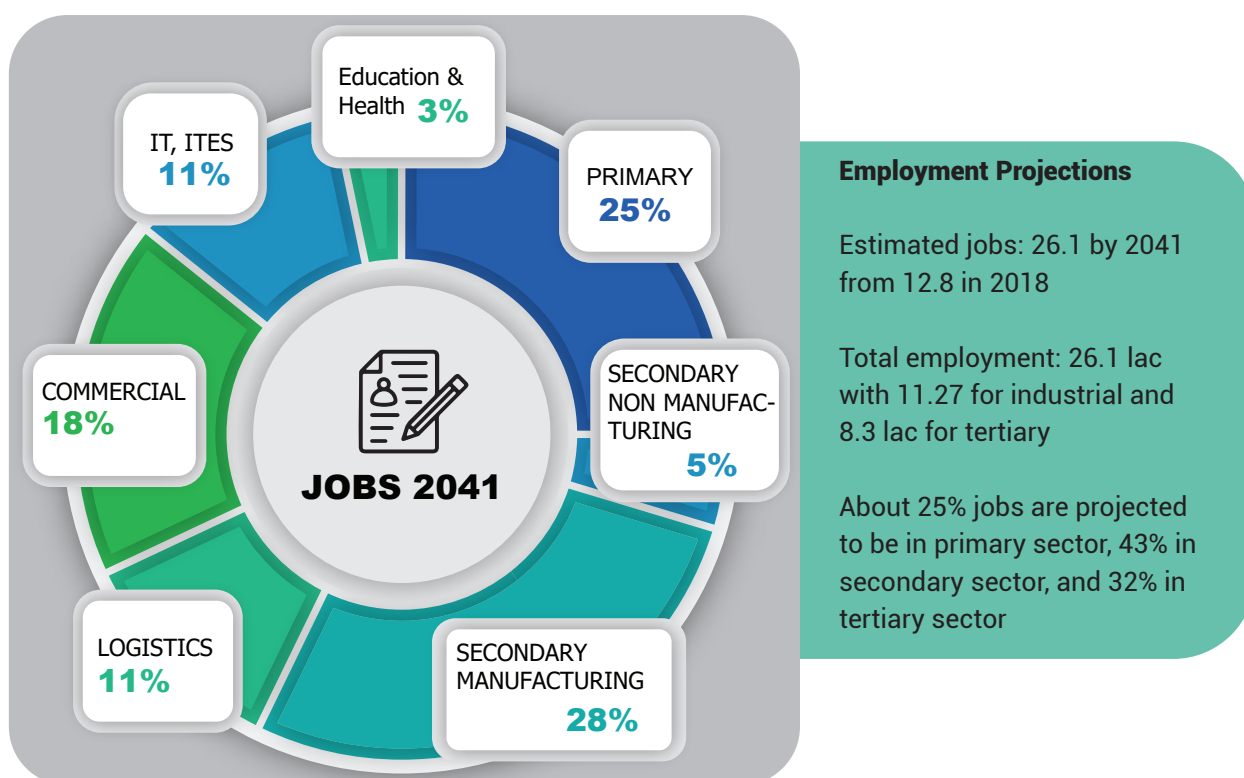 Education &
Health 3%
IT, ITES
11%
PRIMARY
25%
COMMERCIAL
18%
SECONDARY
NON MANUFAC-
TURING
5%
JOBS 2041
LOGISTICS
11%
SECONDARY
MANUFACTURING
28%
Employment Projections
Estimated jobs: 26.1 by 2041
from 12.8 in 2018
Total employment: 26.1 lac
with 11.27 for industrial and
8.3 lac for tertiary
About 25% jobs are projected
to be in primary sector, 43% in
secondary sector, and 32% in
tertiary sector